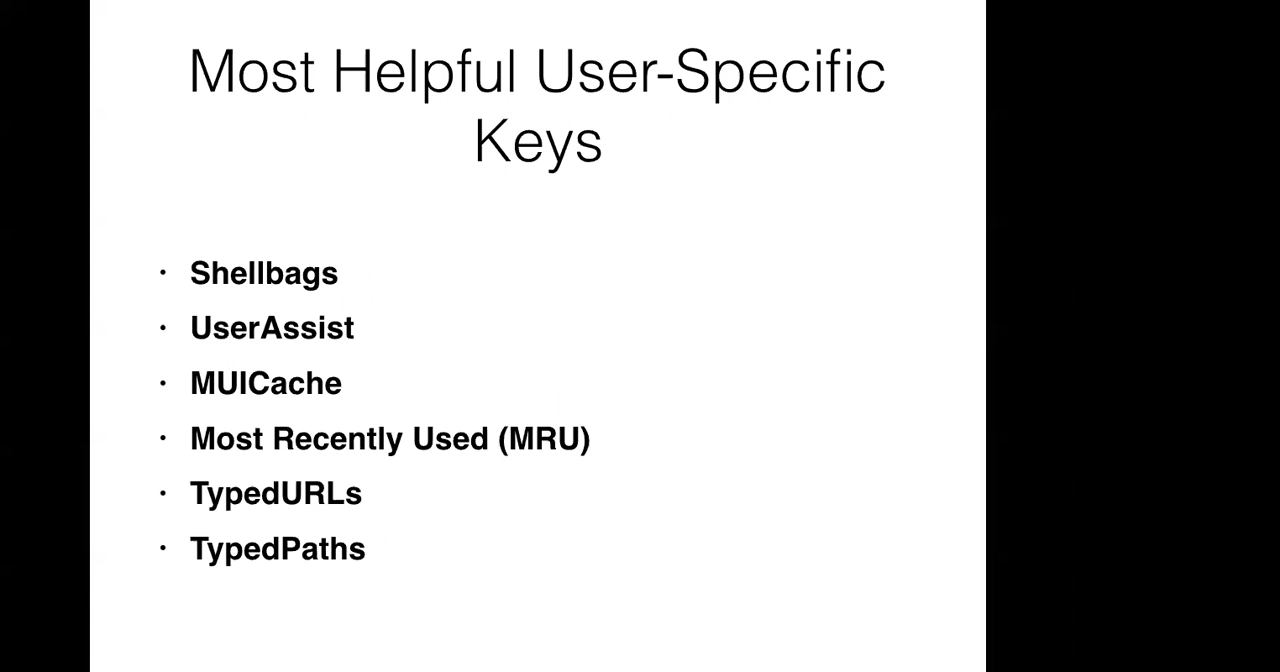 Most Helpful User-Specific
Keys
· Shellbags
· UserAssist
· MUICache
· Most Recently Used (MRU)
· TypedURLs
· TypedPaths